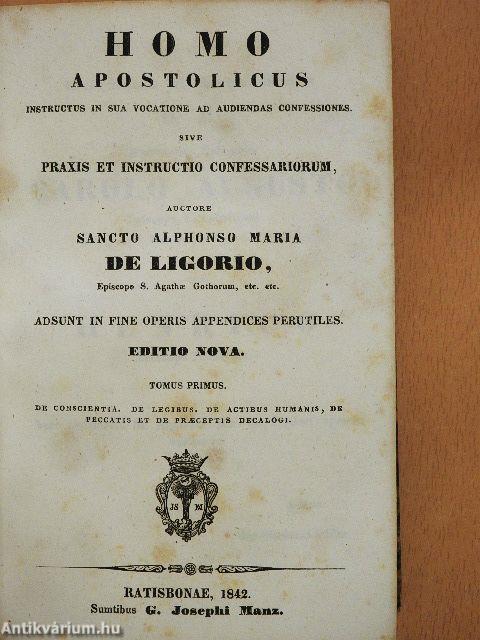 HOMO
APOSTOLICUS
INSTRUCTUS IN SUA VOCATIONE AD AUDIENDAS CONFESSIONES.
SIVE
PRAXIS ET INSTRUCTIO CONFESSARIORUM,
AUCTORE
SANCTO ALPHONSO MARIA
DE LIGORIO,
Episcopo S. Agathæ Gothorum, etc. etc.
ADSUNT IN FINE OPERIS APPENDICES PERUTILES.
EDITIO NOVA.
TOMUS PRIMUS.
DE CONSCIENTIA. DE LEGIBUS. DE ACTIBUS HUMANIS, DE
PECCATIS ET DE PRÆCEPTIS DECALOGI.
RATISBONAE, 1842.
Sumtibus G. Josephi Manz.
Antikvárium.hu